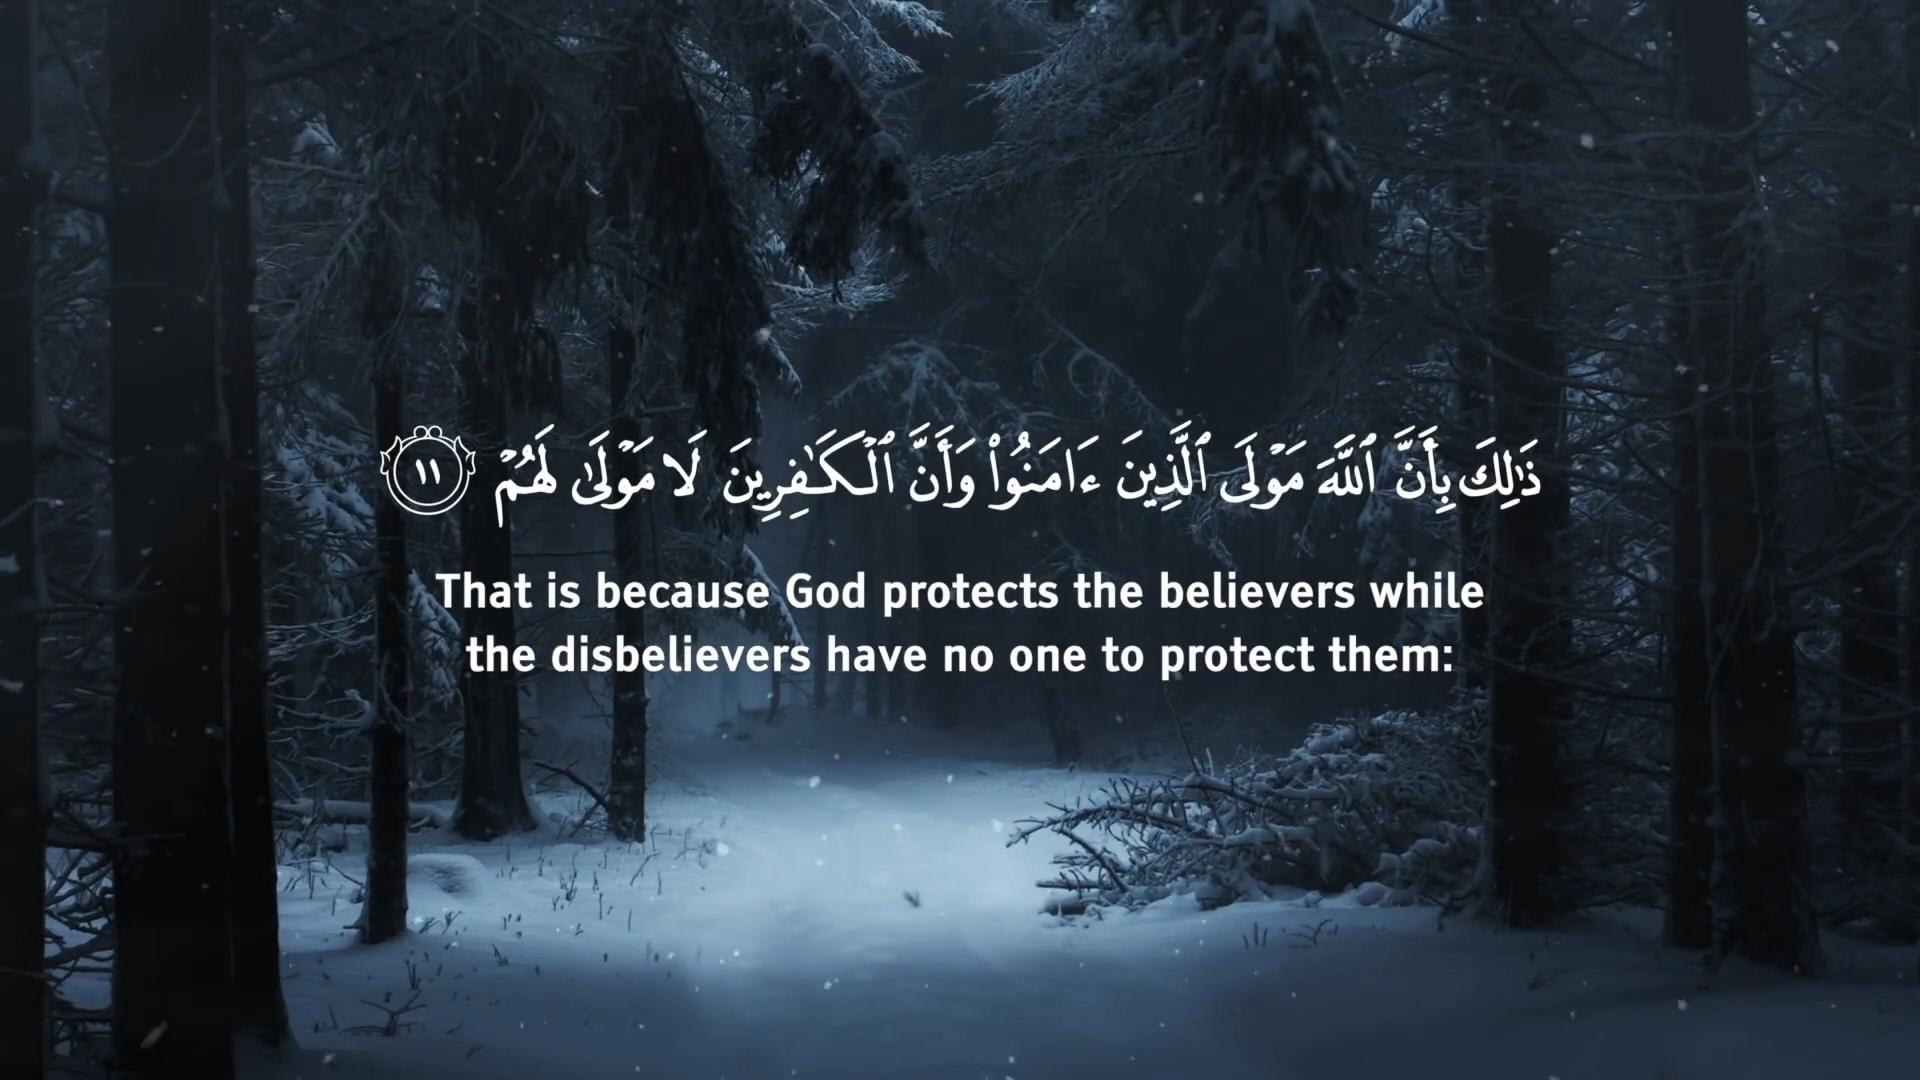 ذَٰلِكَ بِأَنَّ ٱللَّهَ مَوْلَى ٱلَّذِينَ ءَامَنُوا۟ وَأَنَّ ٱلْكَـٰفِرِينَ لَا مَوْلَىٰ لَهُمْ ١١
That is because God protects the believers while
the disbelievers have no one to protect them: